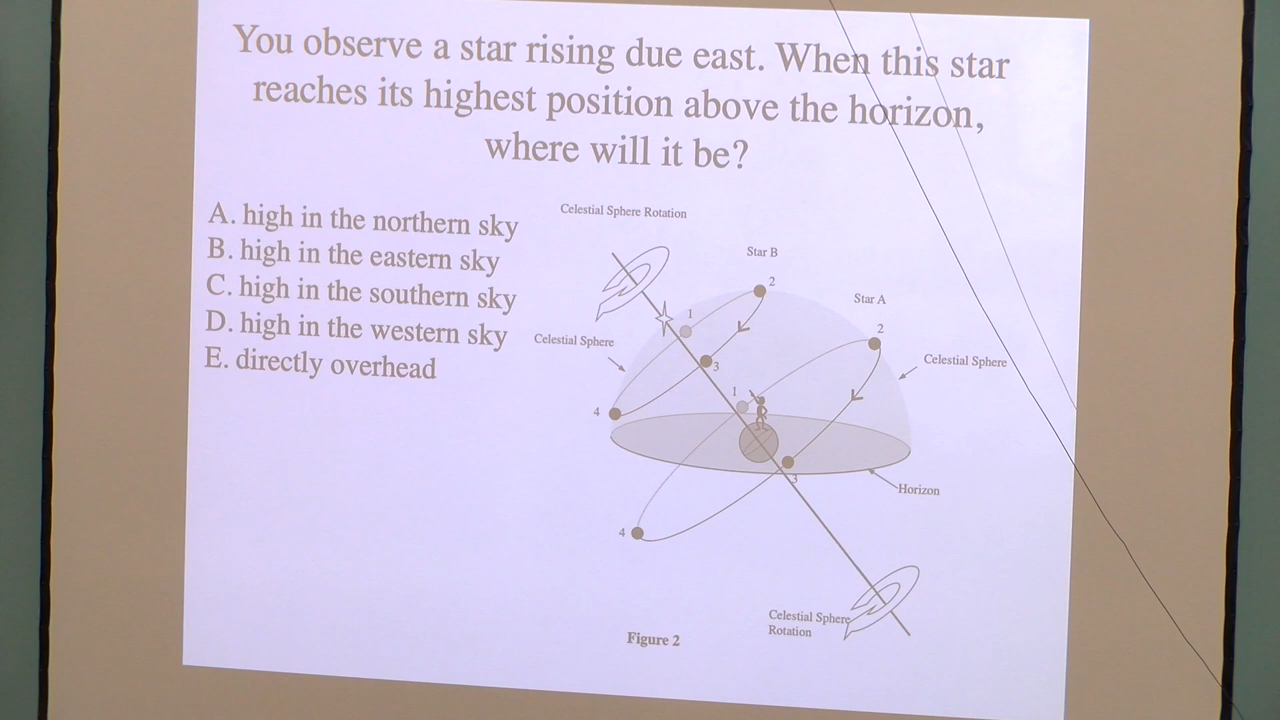 You observe a star rising due east. When this star
reaches its highest position above the horizon,
where will it be?
A. high in the northern sky
B. high in the eastern sky
C. high in the southern sky
D. high in the western sky
E. directly overhead
Celestial Sphere Rotation
Star B
2
Star A
1
2
Celestial Sphere
3
Celestial Sphere
1
4
3
Horizon
4
Celestial Sphere
Rotation
Figure 2